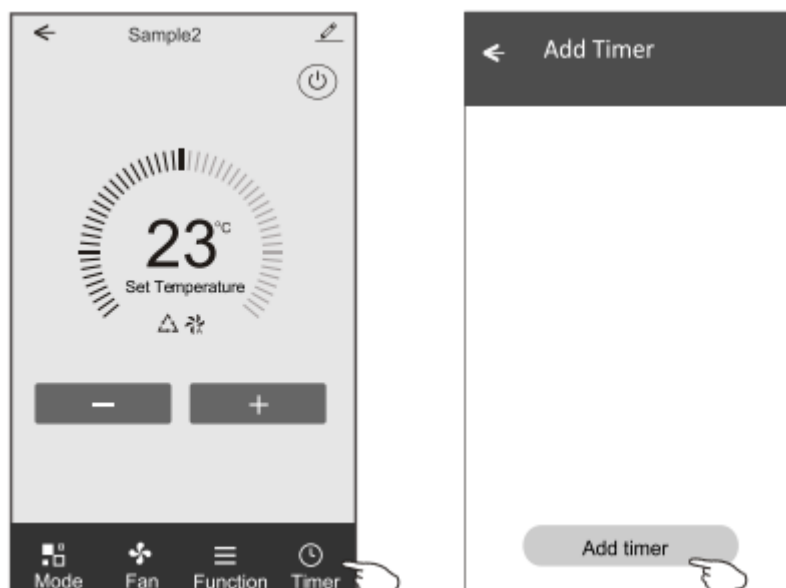 Sample2
23°C
Set Temperature
Mode Fan Function Timer
Add Timer
Add timer